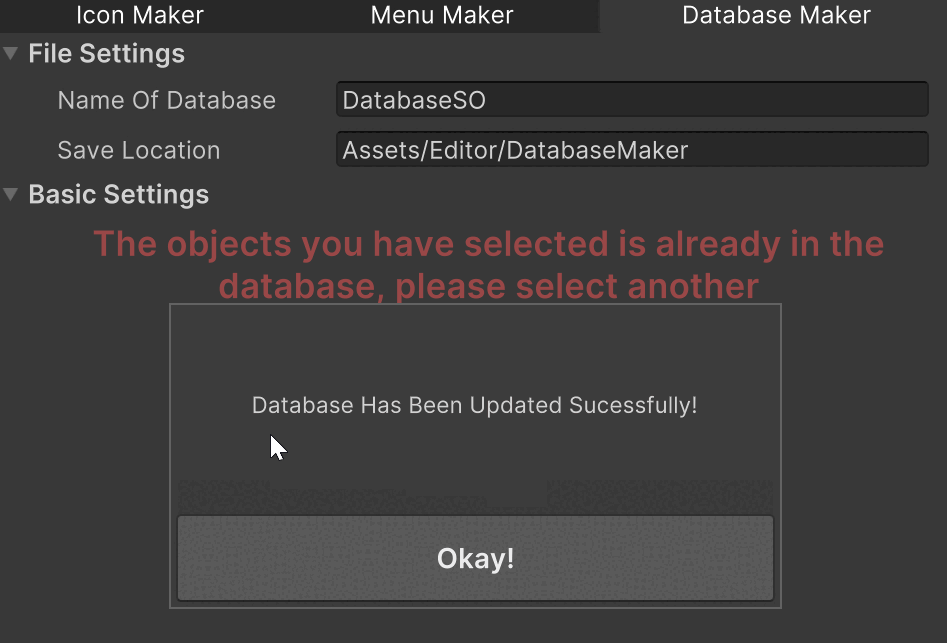 Icon Maker Menu Maker Database Maker
File Settings
Name Of Database DatabaseSO
Save Location Assets/Editor/DatabaseMaker
Basic Settings
The objects you have selected is already in the
database, please select another
Database Has Been Updated Sucessfully!
Okay!